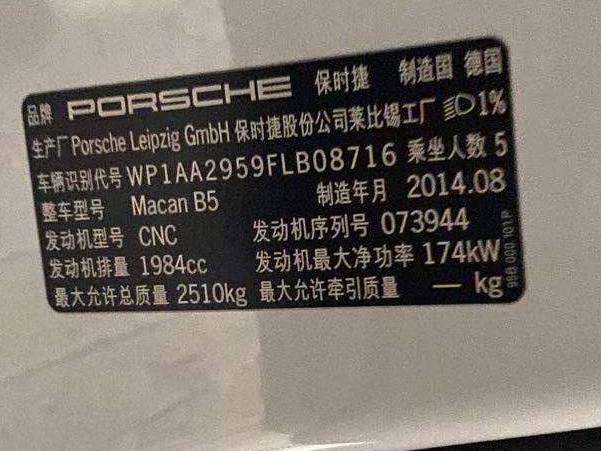 品牌 PORSCHE 保时捷 制造国 德国
生产厂 Porsche Leipzig GmbH 保时捷股份公司莱比锡工厂 1%
车辆识别代号 WP1AA2959FLB08716 乘坐人数 5
整车型号 Macan B5 制造年月 2014.08
发动机型号 CNC 发动机序列号 073944
发动机排量 1984cc 发动机最大净功率 174kW
最大允许总质量 2510kg 最大允许牵引质量 — kg